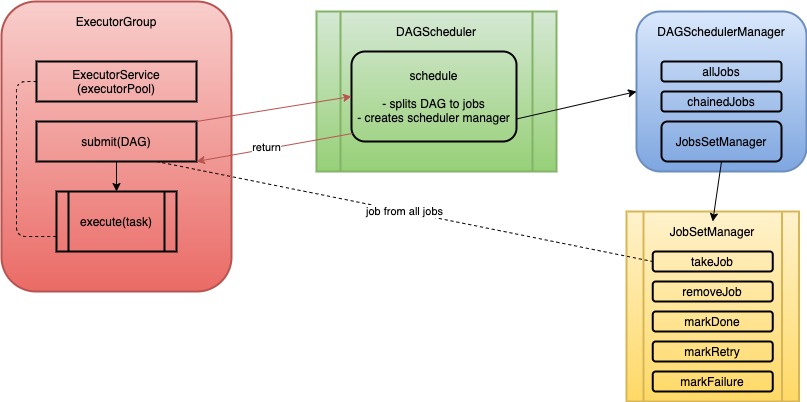 ExecutorGroup
ExecutorService
(executorPool)
submit(DAG)
execute(task)
return
DAGScheduler
schedule
- splits DAG to jobs
- creates scheduler manager
job from all jobs
DAGSchedulerManager
allJobs
chainedJobs
JobsSetManager
JobSetManager
takeJob
removeJob
markDone
markRetry
markFailure